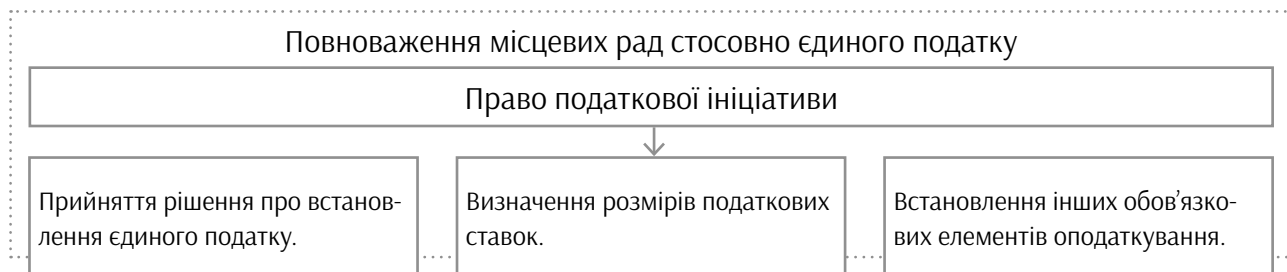 Повноваження місцевих рад стосовно єдиного податку
Право податкової ініціативи
Прийняття рішення про встанов-
лення єдиного податку.
Визначення розмірів податкових
ставок.
Встановлення інших обов’язко-
вих елементів оподаткування.